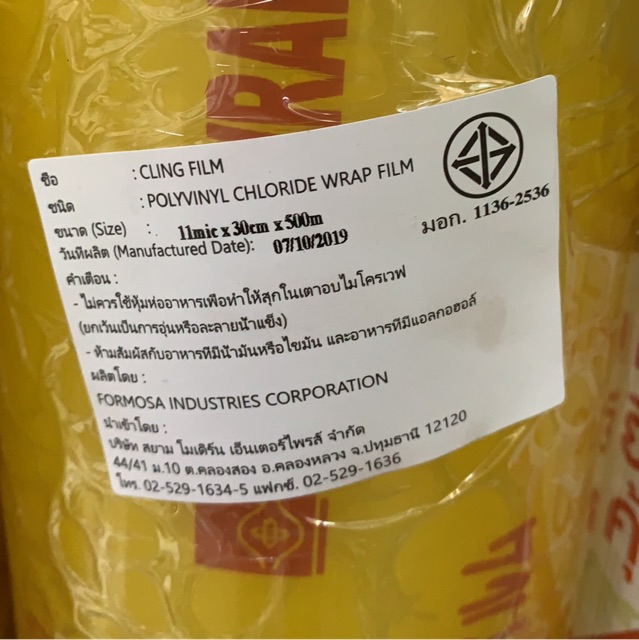 WRAP
ชื่อ : CLING FILM
ชนิด : POLYVINYL CHLORIDE WRAP FILM
ขนาด (Size) : 11mic x 30cm x 500m
วันที่ผลิต (Manufactured Date): 07/10/2019
มอก. 1136-2536
คำเตือน :
- ไม่ควรใช้หุ้มห่ออาหารเพื่อทำให้สุกในเตาอบไมโครเวฟ
(ยกเว้นเป็นการอุ่นหรือละลายน้ำแข็ง)
- ห้ามสัมผัสกับอาหารที่มีน้ำมันหรือไขมัน และอาหารที่มีแอลกอฮอล์
ผลิตโดย :
FORMOSA INDUSTRIES CORPORATION
นำเข้าโดย :
บริษัท สยาม โมเดิร์น เอ็นเตอร์ไพรส์ จำกัด
44/41 ม.10 ต.คลองสอง อ.คลองหลวง จ.ปทุมธานี 12120
โทร. 02-529-1634-5 แฟกซ์. 02-529-1636